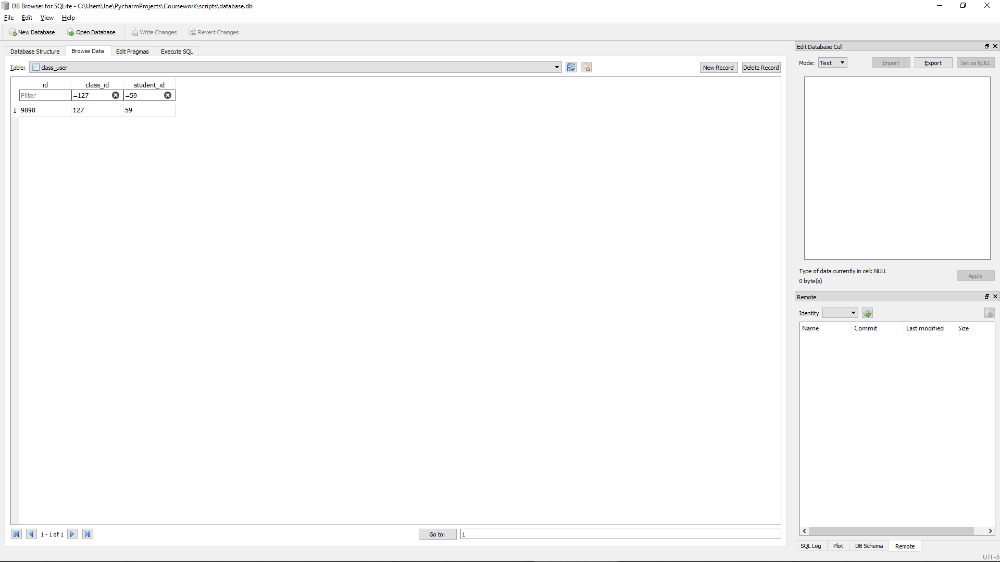 DB Browser for SQLite - C:\Users\Joe\PycharmProjects\Coursework\scripts\database.db
File Edit View Help
New Database Open Database Write Changes Revert Changes
Database Structure Browse Data Edit Pragmas Execute SQL
Table: class_user New Record Delete Record
id class_id student_id
Filter =127 =59
1 9898 127 59
1 - 1 of 1 Go to: 1
Edit Database Cell
Mode: Text Import Export Set as NULL
Type of data currently in cell: NULL
0 byte(s)
Apply
Remote
Identity
Name Commit Last modified Size
SQL Log Plot DB Schema Remote
UTF-8